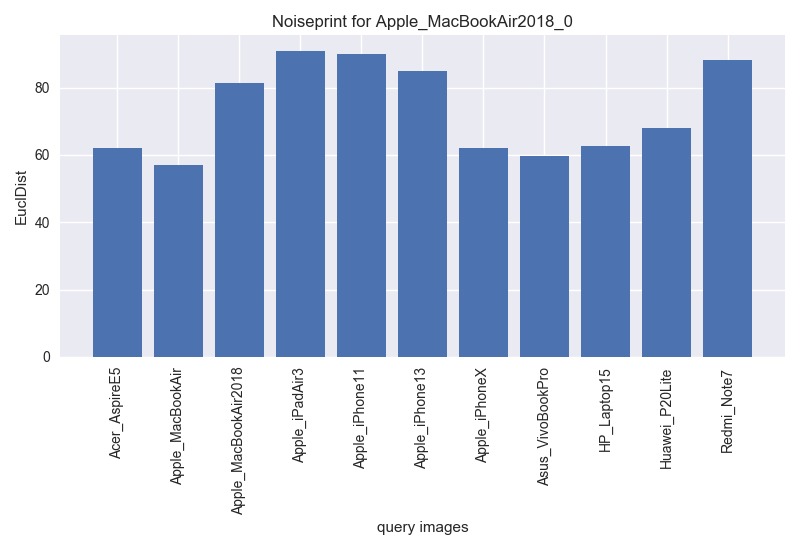 Noiseprint for Apple_MacBookAir2018_0
EuclDist
80
60
40
20
0
Acer_AspireE5
Apple_MacBookAir
Apple_MacBookAir2018
Apple_iPadAir3
Apple_iPhone11
Apple_iPhone13
Apple_iPhoneX
Asus_VivoBookPro
HP_Laptop15
Huawei_P20Lite
Redmi_Note7
query images